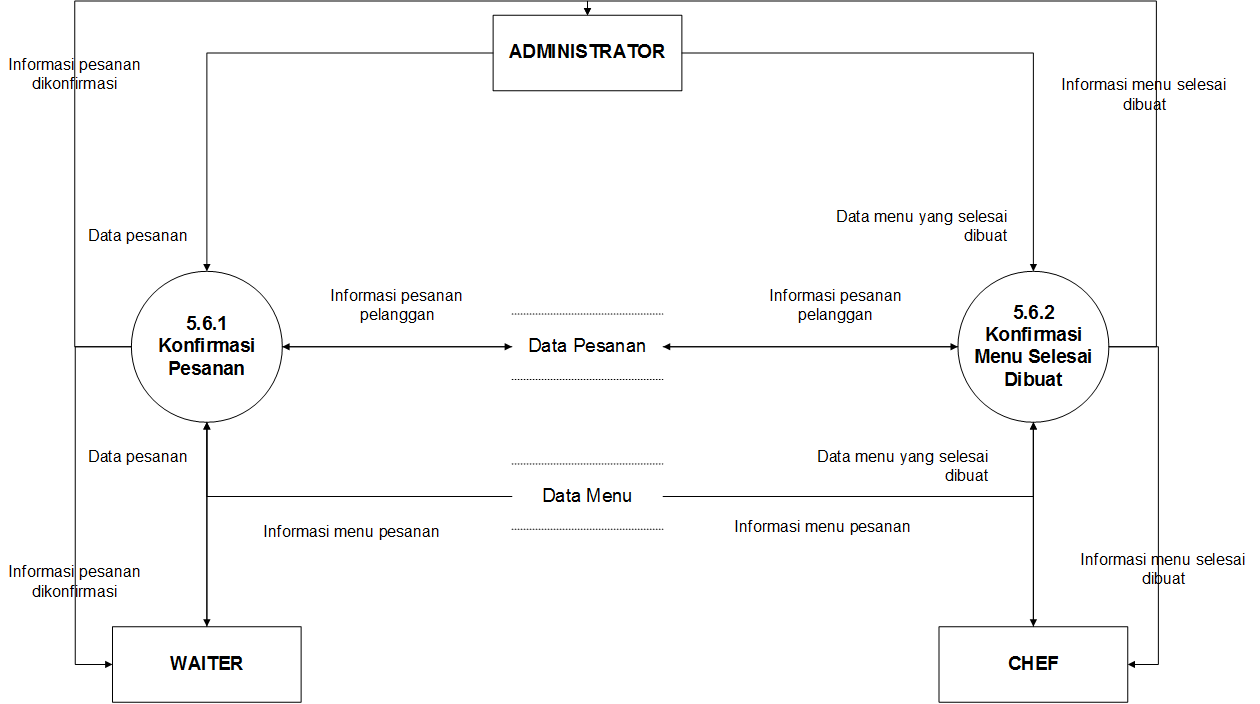 ADMINISTRATOR
Informasi pesanan
dikonfirmasi
Informasi menu selesai
dibuat
Data pesanan
Data menu yang selesai
dibuat
5.6.1
Konfirmasi
Pesanan
Informasi pesanan
pelanggan
Data Pesanan
Informasi pesanan
pelanggan
5.6.2
Konfirmasi
Menu Selesai
Dibuat
Data pesanan
Data menu yang selesai
dibuat
Data Menu
Informasi menu pesanan
Informasi menu pesanan
Informasi pesanan
dikonfirmasi
Informasi menu selesai
dibuat
WAITER
CHEF